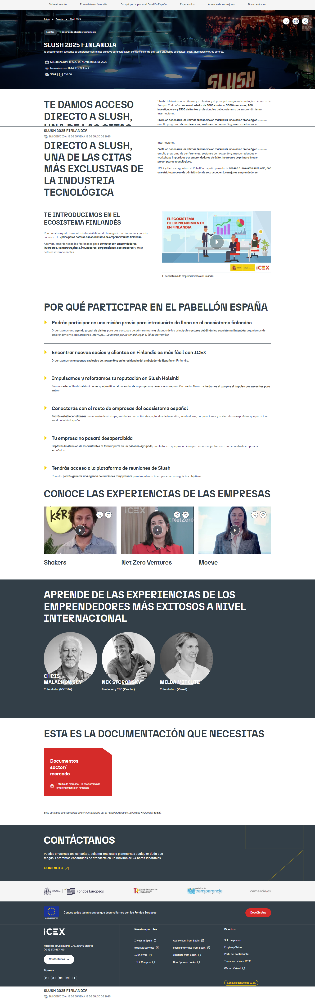 Sobre el evento
El ecosistema finlandés
Por qué participar en el Pabellón España
Experiencias
Aprende de los mejores
Documentación
Inicio
Agenda
Slush 2025
Eventos
Inscripción abierta próximamente
SLUSH 2025 FINLANDIA
Te esperamos en el evento de emprendimiento más efectivo para establecer conexiones entre startups, entidades de capital riesgo, inversores y otros actores.
CELEBRACIÓN: 18 A 20 DE NOVIEMBRE DE 2025
Messukeskus - Helsinki - Finlandia
350€ | IVA 10
SLUSH
TE DAMOS ACCESO
DIRECTO A SLUSH,
UNA DE LAS CITAS
Slush Helsinki es una cita muy exclusiva y el principal congreso tecnológico del norte de
Europa. Cada año reúne a alrededor de 5000 startups, 3000 inversores, 200
investigadores y 2500 visitantes profesionales del ecosistema de emprendimiento
internacional.
En Slush conocerás las últimas tendencias en materia de innovación tecnológica con un
amplio programa de conferencias, sesiones de networking, mesas redondas y
SLUSH 2025 FINLANDIA
INSCRIPCIÓN: 18 DE JUNIO A 16 DE JULIO DE 2025
DIRECTO A SLUSH,
UNA DE LAS CITAS
MÁS EXCLUSIVAS DE
LA INDUSTRIA
TECNOLÓGICA
internacional.
En Slush conocerás las últimas tendencias en materia de innovación tecnológica con un
amplio programa de conferencias, sesiones de networking, mesas redondas y
workshops impartidos por emprendedores de éxito, inversores de primera línea y
prescriptores tecnológicos.
ICEX y Red.es organizan el Pabellón España para darte acceso a un evento exclusivo, con
un estricto proceso de admisión donde solo acceden los mejores emprendedores.
TE INTRODUCIMOS EN EL
ECOSISTEMA FINLANDÉS
Con nuestra ayuda aumentarás la visibilidad de tu negocio en Finlandia y podrás
conocer a los principales actores del ecosistema de emprendimiento finlandés.
Además, tendrás todas las facilidades para conectar con emprendedores,
inversores, venture capitals, incubadoras, corporaciones, aceleradoras y otros
actores internacionales.
EL ECOSISTEMA
DE EMPRENDIMIENTO
EN FINLANDIA
ICEX
El ecosistema de emprendimiento en Finlandia
POR QUÉ PARTICIPAR EN EL PABELLÓN ESPAÑA
Podrás participar en una misión previa para introducirte de lleno en el ecosistema finlandés
Organizamos una agenda grupal de visitas para que conozcas de primera mano a algunos de los principales actores del dinámico ecosistema finlandés: organismos de
emprendimiento, aceleradoras, startups... La misión previa tendrá lugar el 18 de noviembre.
Encontrar nuevos socios y clientes en Finlandia es más fácil con ICEX
Organizamos un encuentro exclusivo de networking en la residencia del embajador de España en Finlandia.
Impulsamos y reforzamos tu reputación en Slush Helsinki
Para acceder a Slush Helsinki tienes que justificar el potencial de tu proyecto y tener cierta reputación previa. Nosotros te damos el apoyo y el impulso que necesitas para
entrar.
Conectarás con el resto de empresas del ecosistema español
Podrás establecer alianzas con el resto de startups, entidades de capital riesgo, fondos de inversión, incubadoras, corporaciones y aceleradoras españolas que participan
en el Pabellón España.
Tu empresa no pasará desapercibida
Captarás la atención de los visitantes al formar parte de un pabellón agrupado, con la fuerza que proporciona participar conjuntamente con el resto de empresas
españolas.
Tendrás acceso a la plataforma de reuniones de Slush
Con ella podrás generar una agenda de reuniones muy potente para impulsar a tu empresa y conseguir tus objetivos.
CONOCE LAS EXPERIENCIAS DE LAS EMPRESAS
KERS
ICEX
NetZero
Shakers
Net Zero Ventures
Moeve
APRENDE DE LAS EXPERIENCIAS DE LOS
EMPRENDEDORES MÁS EXITOSOS A NIVEL
INTERNACIONAL
CHRIS
MALACHOWSKY
Cofundador (NVIDIA)
NIK STORONSKY
Fundador y CEO (Revolut)
MILDA MITKUTE
Cofundadora (Vinted)
ESTA ES LA DOCUMENTACIÓN QUE NECESITAS
Documentos
sector/
mercado
Estudio de mercado - El ecosistema de
emprendimiento en Finlandia
Esta actividad es susceptible de ser cofinanciada por el Fondo Europeo de Desarrollo Regional (FEDER).
CONTÁCTANOS
Puedes enviarnos tus consultas, solicitar una cita o plantearnos cualquier duda que
tengas. Estaremos encantados de atenderte en un máximo de 24 horas laborables.
CONTACTO
MINISTERIO
DE HACIENDA
Fondos Europeos
Plan de Recuperación,
Transformación
y Resiliencia
portal de la
transparencia
comercio.es
UNIÓN EUROPEA
Conoce todas las iniciativas que desarrollamos con los Fondos Europeos
Descúbrelas
ICEX
Paseo de la Castellana, 278, 28046 Madrid
(+34) 913 497 100
Contáctanos
Síguenos
Nuestros portales
Invest in Spain
eMarket Services
ICEX Vives
ICEX Campus
Audiovisual from Spain
Foods and Wines from Spain
Interiors from Spain
New Spanish Books
Directo a
Sala de prensa
Empleo público
Perfil del contratante
Transparencia en ICEX
Oficina Virtual
Canal de denuncias ICEX
SLUSH 2025 FINLANDIA
INSCRIPCIÓN: 18 DE JUNIO A 16 DE JULIO DE 2025